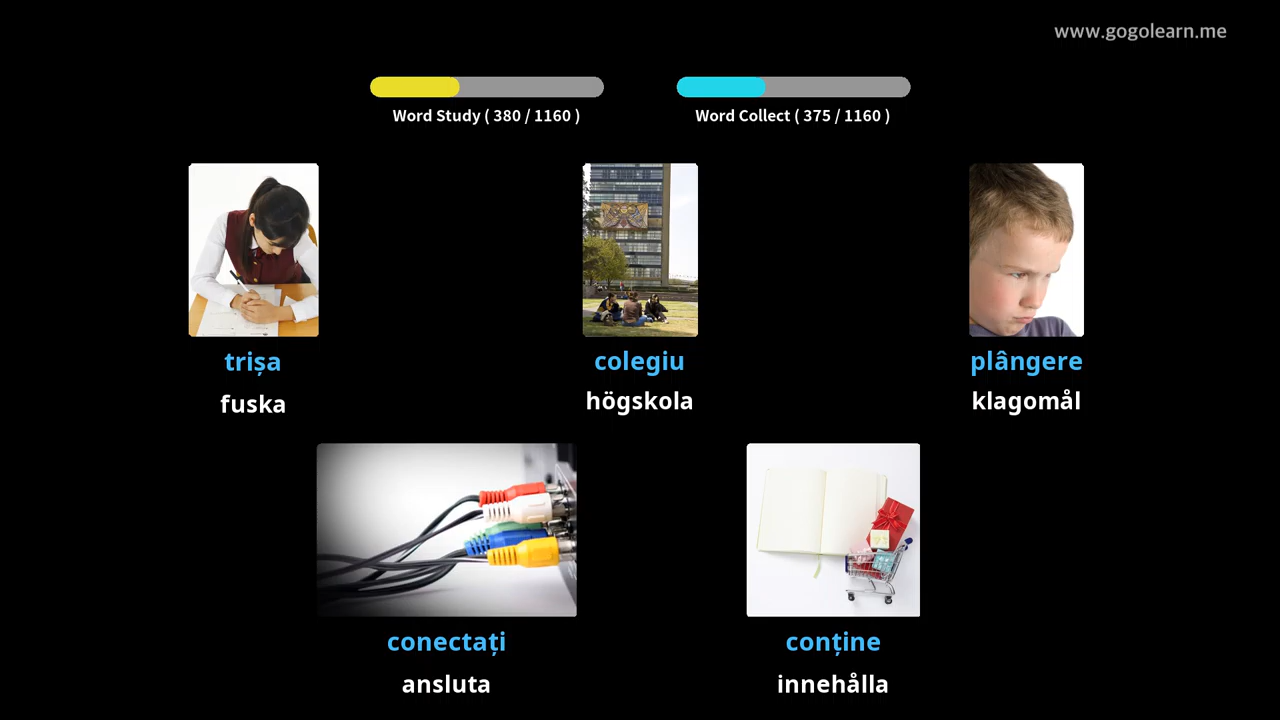 www.gogolearn.me
Word Study ( 380 / 1160 )
Word Collect ( 375 / 1160 )
trișa
fuska
colegiu
högskola
plângere
klagomål
conectați
ansluta
conține
innehålla